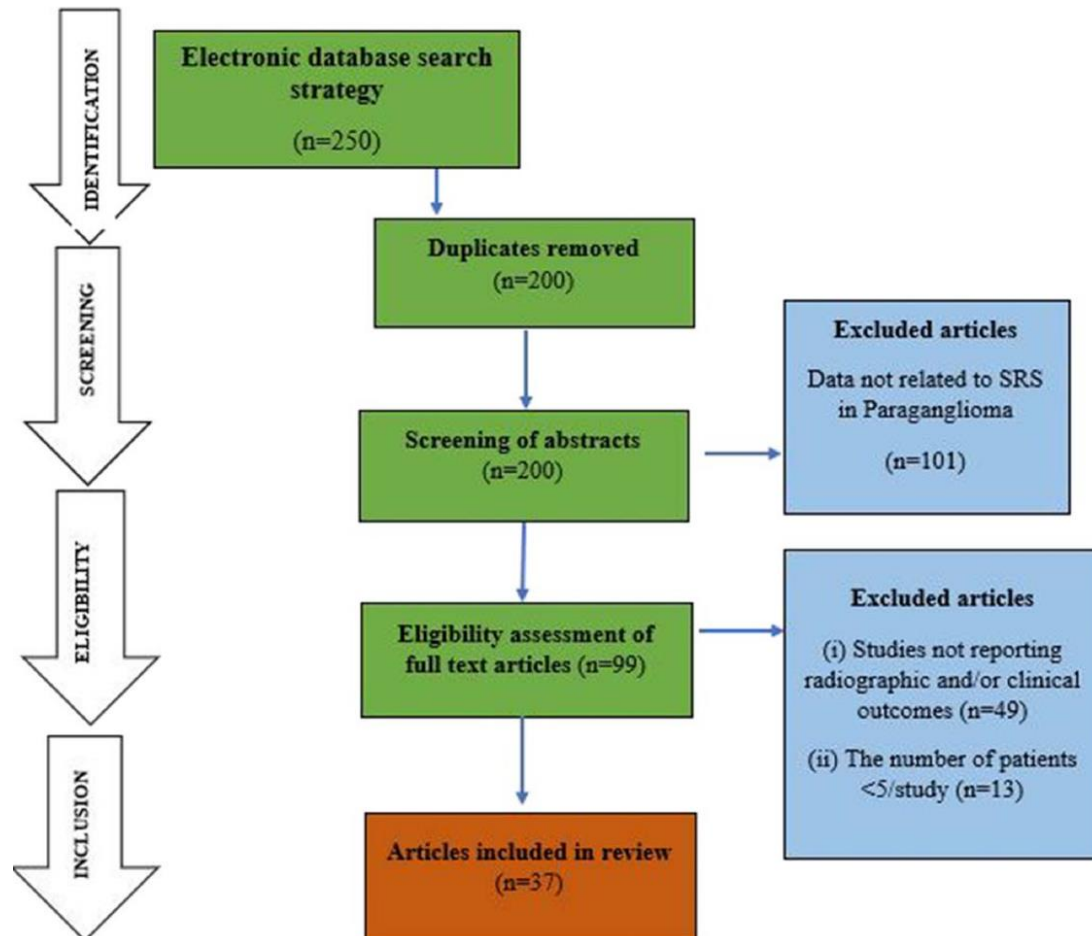 IDENTIFICATION
Electronic database search
strategy
(n=250)
Duplicates removed
(n=200)
SCREENING
Screening of abstracts
(n=200)
Excluded articles
Data not related to SRS
in Paraganglioma
(n=101)
ELIGIBILITY
Eligibility assessment of
full text articles (n=99)
Excluded articles
(i) Studies not reporting
radiographic and/or clinical
outcomes (n=49)
(ii) The number of patients
<5/study (n=13)
INCLUSION
Articles included in review
(n=37)